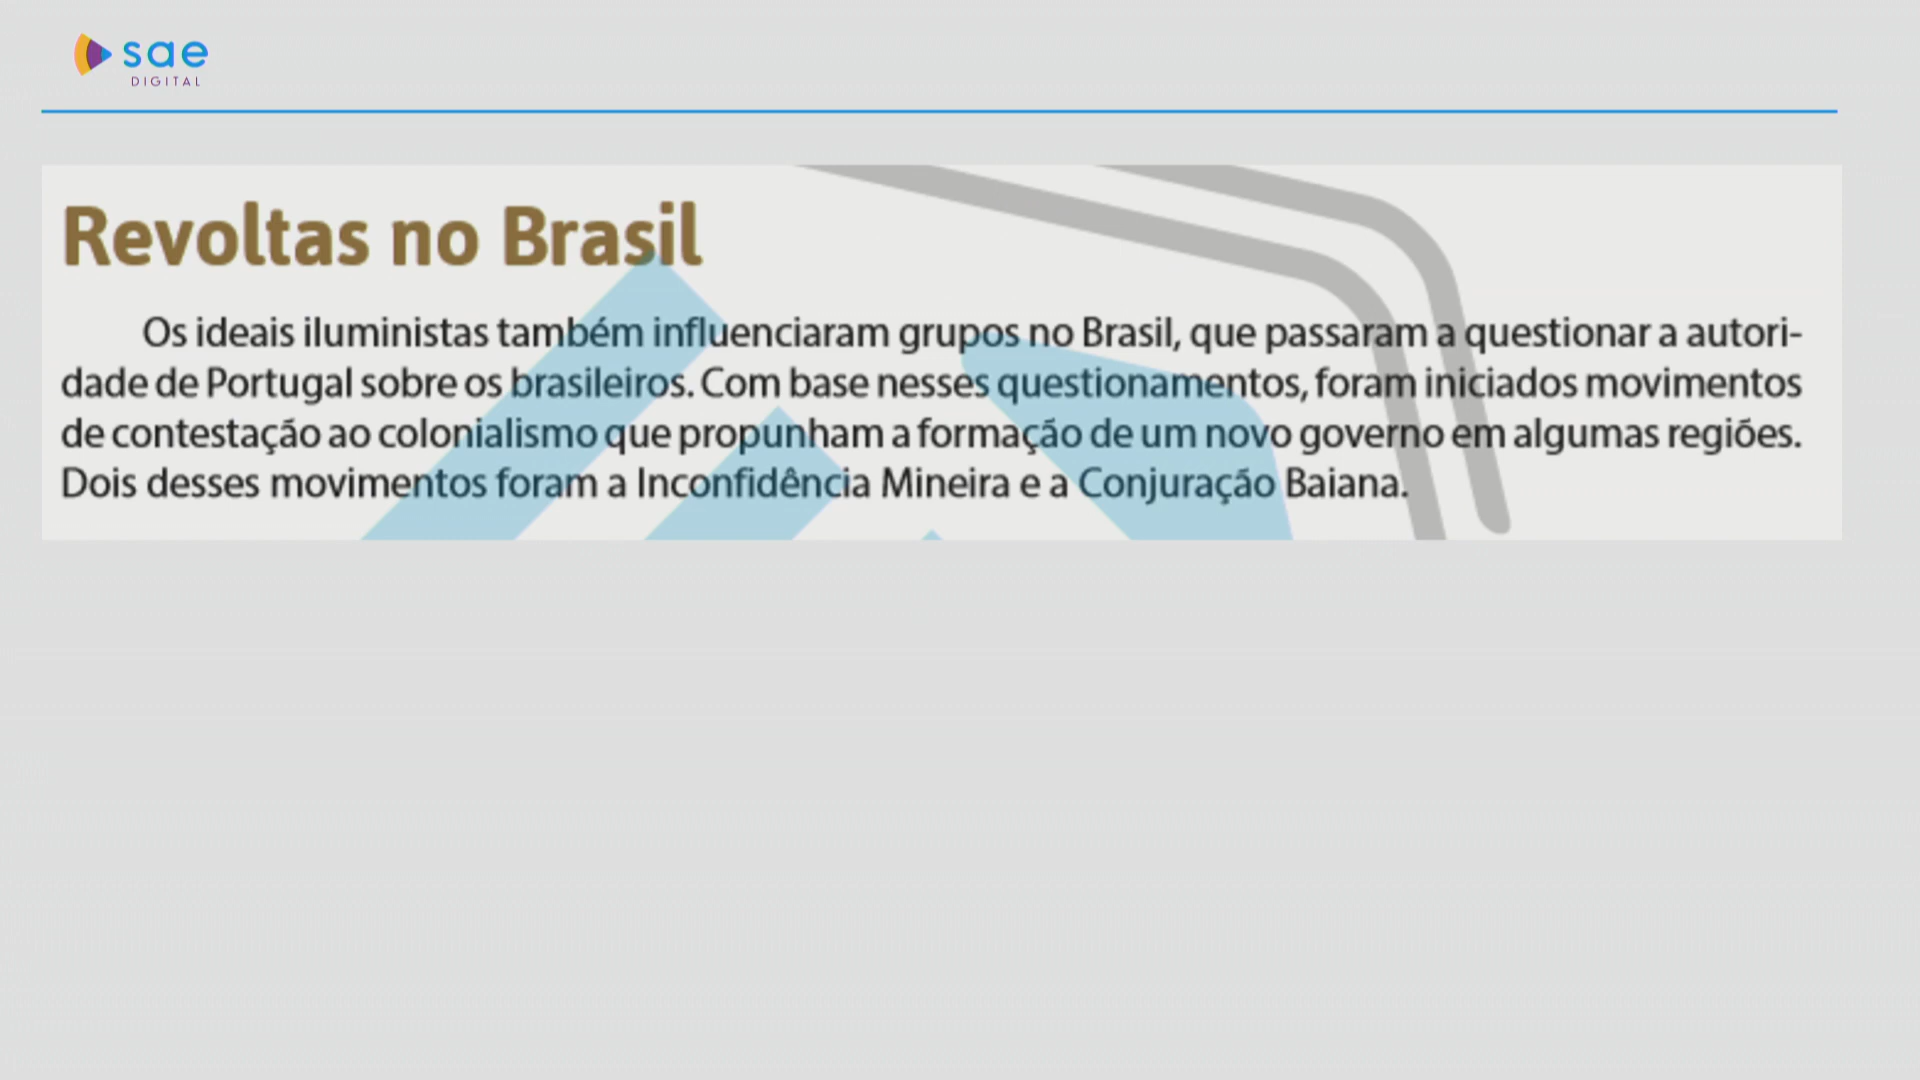 sae
DIGITAL
Revoltas no Brasil
Os ideais iluministas também influenciaram grupos no Brasil, que passaram a questionar a autori-
dade de Portugal sobre os brasileiros. Com base nesses questionamentos, foram iniciados movimentos
de contestação ao colonialismo que propunham a formação de um novo governo em algumas regiões.
Dois desses movimentos foram a Inconfidência Mineira e a Conjuração Baiana.